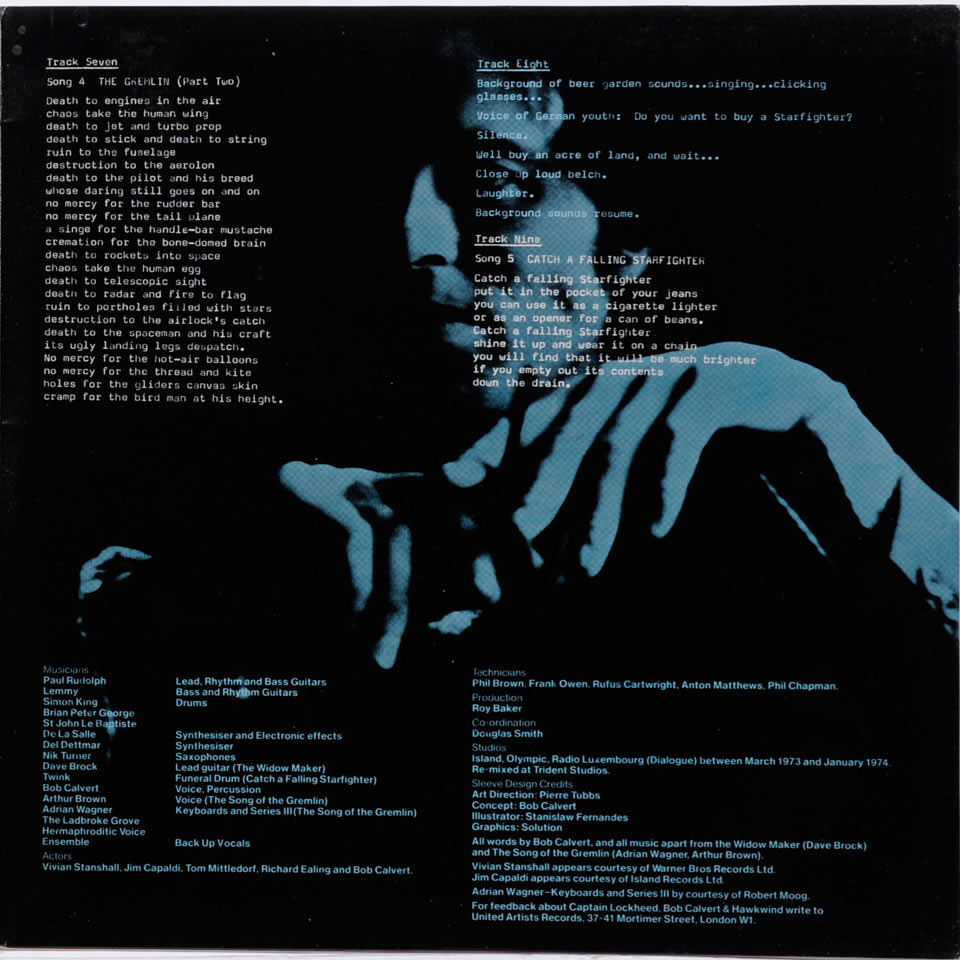 Track Seven
Song 4 THE GREMLIN (Part Two)
Death to engines in the air
chaos take the human wing
death to jet and turbo prop
death to stick and death to string
ruin to the fuselage
destruction to the aerolon
death to the pilot and his breed
whose daring still goes on and on
no mercy for the rudder bar
no mercy for the tail plane
a singe for the handle-bar mustache
cremation for the bone-domed brain
death to rockets into space
chaos take the human egg
death to telescopic sight
death to radar and fire to flag
ruin to portholes filled with stars
destruction to the airlock's catch
death to the spaceman and his craft
its ugly landing legs despatch.
No mercy for the hot-air balloons
no mercy for the thread and kite
holes for the gliders canvas skin
cramp for the bird man at his height.
Track Eight
Background of beer garden sounds...singing...clicking
glasses...
Voice of German youth: Do you want to buy a Starfighter?
Silence.
Well buy an acre of land, and wait...
Close up loud belch.
Laughter.
Background sounds resume.
Track Nine
Song 5 CATCH A FALLING STARFIGHTER
Catch a falling Starfighter
put it in the pocket of your jeans
you can use it as a cigarette lighter
or as an opener for a can of beans.
Catch a falling Starfighter
shine it up and wear it on a chain
you will find that it will be much brighter
if you empty out its contents
down the drain.
Musicians
Paul Rudolph Lead, Rhythm and Bass Guitars
Lemmy Bass and Rhythm Guitars
Simon King Drums
Brian Peter George
St John Le Baptiste
De La Salle Synthesiser and Electronic effects
Del Dettmar Synthesiser
Nik Turner Saxophones
Dave Brock Lead guitar (The Widow Maker)
Twink Funeral Drum (Catch a Falling Starfighter)
Bob Calvert Voice, Percussion
Arthur Brown Voice (The Song of the Gremlin)
Adrian Wagner Keyboards and Series III (The Song of the Gremlin)
The Ladbroke Grove
Hermaphroditic Voice
Ensemble Back Up Vocals
Actors
Vivian Stanshall, Jim Capaldi, Tom Mittledorf, Richard Ealing and Bob Calvert.
Technicians
Phil Brown, Frank Owen, Rufus Cartwright, Anton Matthews, Phil Chapman.
Production
Roy Baker
Co-ordination
Douglas Smith
Studios
Island, Olympic, Radio Luxembourg (Dialogue) between March 1973 and January 1974.
Re-mixed at Trident Studios.
Sleeve Design Credits
Art Direction: Pierre Tubbs
Concept: Bob Calvert
Illustrator: Stanislaw Fernandes
Graphics: Solution
All words by Bob Calvert, and all music apart from the Widow Maker (Dave Brock)
and The Song of the Gremlin (Adrian Wagner, Arthur Brown).
Vivian Stanshall appears courtesy of Warner Bros Records Ltd.
Jim Capaldi appears courtesy of Island Records Ltd.
Adrian Wagner-Keyboards and Series III by courtesy of Robert Moog.
For feedback about Captain Lockheed, Bob Calvert & Hawkwind write to
United Artists Records, 37-41 Mortimer Street, London W1.